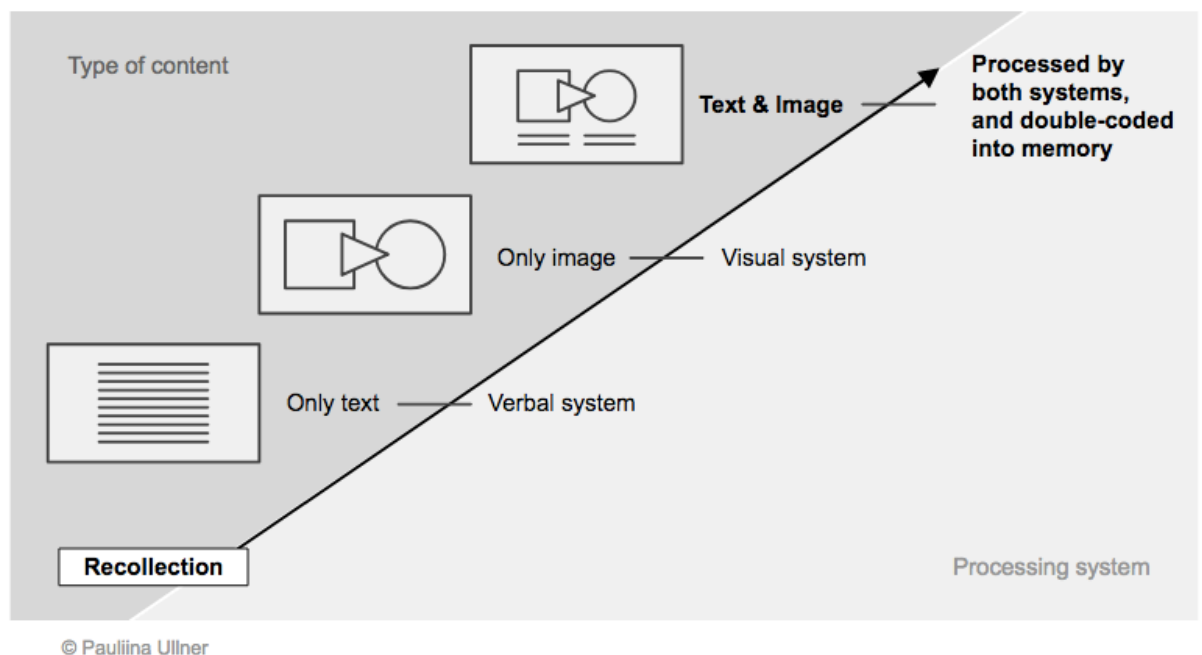 Type of content
Text & Image
Processed by
both systems,
and double-coded
into memory
Only image
Visual system
Only text
Verbal system
Recollection
Processing system
© Pauliina Ullner